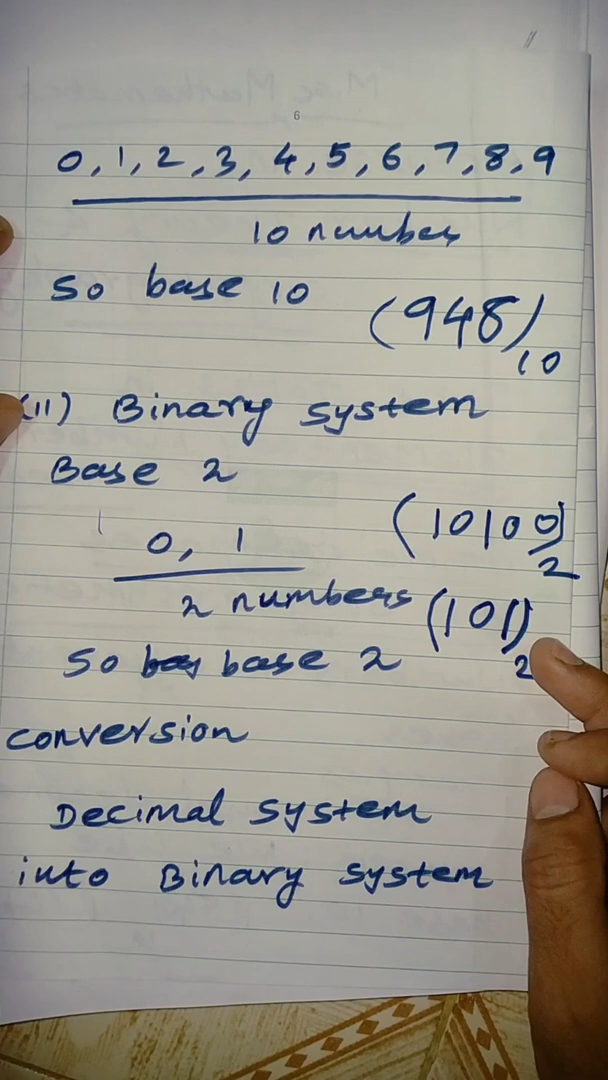 6
0, 1, 2, 3, 4, 5, 6, 7, 8, 9
10 number
So base 10 (948)10
(11) Binary system
Base 2
0, 1 (10100)2
2 numbers (101)2
So base 2
conversion
Decimal system
into Binary system